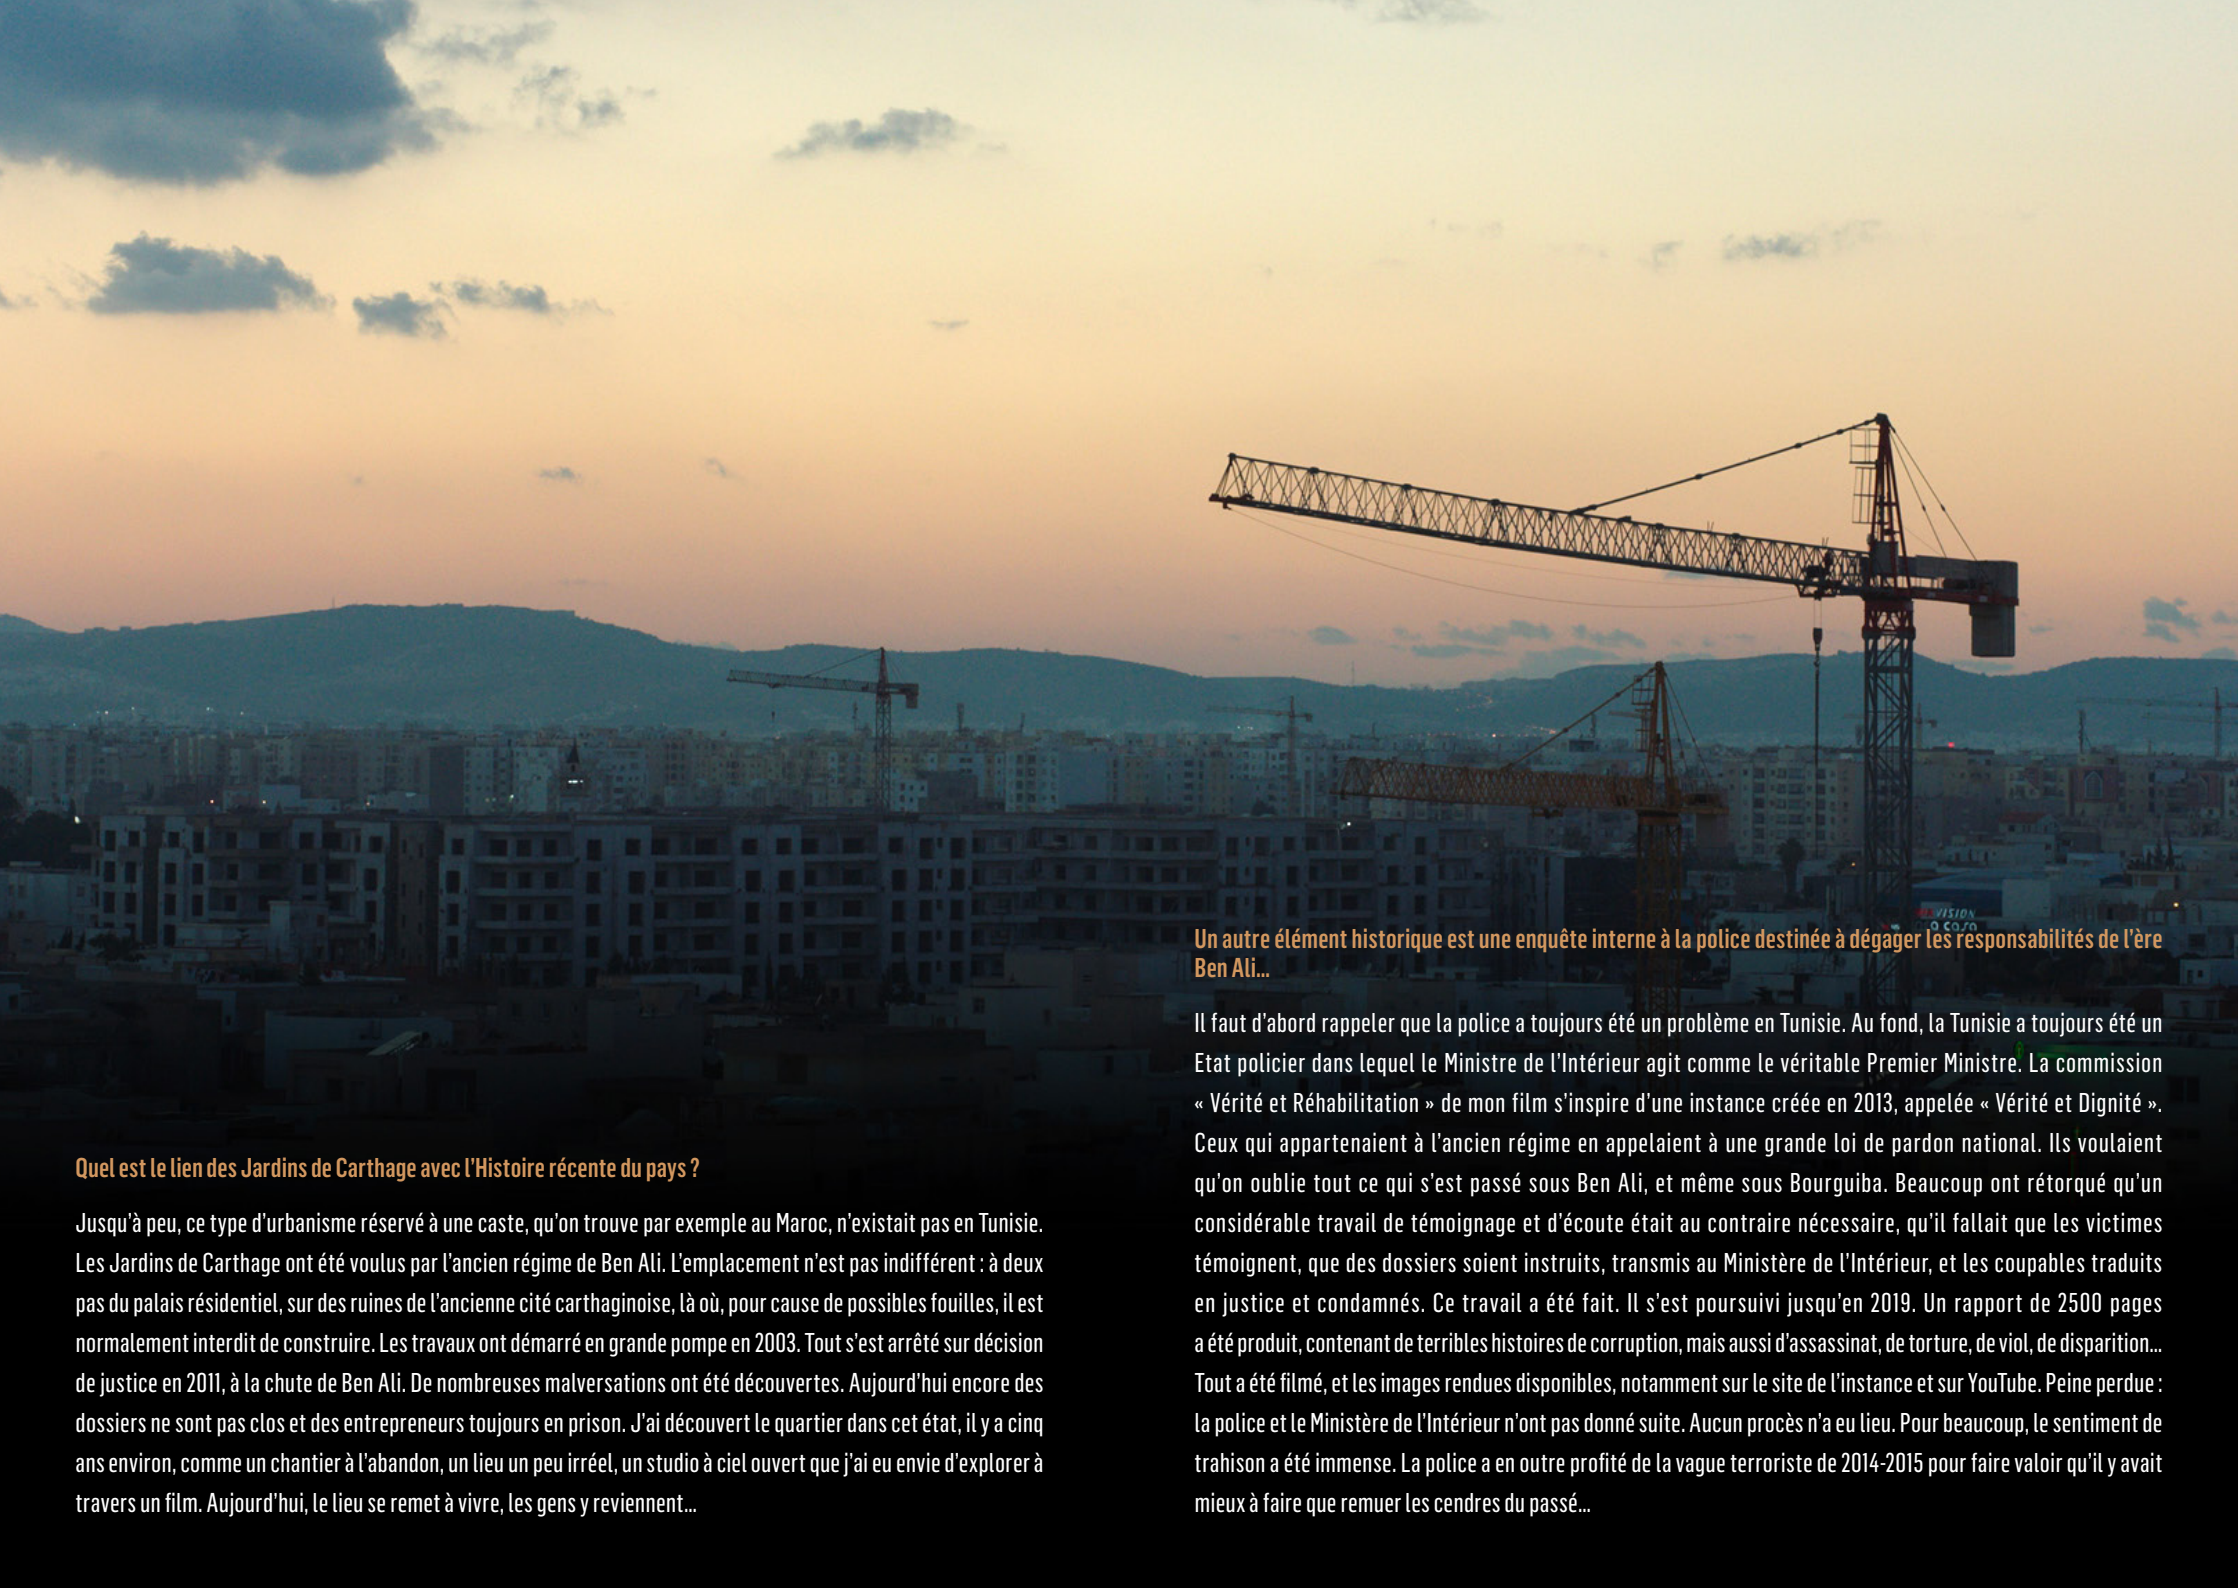 Quel est le lien des Jardins de Carthage avec l’Histoire récente du pays ?
Jusqu’à peu, ce type d’urbanisme réservé à une caste, qu’on trouve par exemple au Maroc, n’existait pas en Tunisie.
Les Jardins de Carthage ont été voulus par l’ancien régime de Ben Ali. L’emplacement n’est pas indifférent : à deux
pas du palais résidentiel, sur des ruines de l’ancienne cité carthaginoise, là où, pour cause de possibles fouilles, il est
normalement interdit de construire. Les travaux ont démarré en grande pompe en 2003. Tout s’est arrêté sur décision
de justice en 2011, à la chute de Ben Ali. De nombreuses malversations ont été découvertes. Aujourd’hui encore des
dossiers ne sont pas clos et des entrepreneurs toujours en prison. J’ai découvert le quartier dans cet état, il y a cinq
ans environ, comme un chantier à l’abandon, un lieu un peu irréel, un studio à ciel ouvert que j’ai eu envie d’explorer à
travers un film. Aujourd’hui, le lieu se remet à vivre, les gens y reviennent...
Un autre élément historique est une enquête interne à la police destinée à dégager les responsabilités de l’ère
Ben Ali...
Il faut d’abord rappeler que la police a toujours été un problème en Tunisie. Au fond, la Tunisie a toujours été un
Etat policier dans lequel le Ministre de l’Intérieur agit comme le véritable Premier Ministre. La commission
« Vérité et Réhabilitation » de mon film s’inspire d’une instance créée en 2013, appelée « Vérité et Dignité ».
Ceux qui appartenaient à l’ancien régime en appelaient à une grande loi de pardon national. Ils voulaient
qu’on oublie tout ce qui s’est passé sous Ben Ali, et même sous Bourguiba. Beaucoup ont rétorqué qu’un
considérable travail de témoignage et d’écoute était au contraire nécessaire, qu’il fallait que les victimes
témoignent, que des dossiers soient instruits, transmis au Ministère de l’Intérieur, et les coupables traduits
en justice et condamnés. Ce travail a été fait. Il s’est poursuivi jusqu’en 2019. Un rapport de 2500 pages
a été produit, contenant de terribles histoires de corruption, mais aussi d’assassinat, de torture, de viol, de disparition...
Tout a été filmé, et les images rendues disponibles, notamment sur le site de l’instance et sur YouTube. Peine perdue :
la police et le Ministère de l’Intérieur n’ont pas donné suite. Aucun procès n’a eu lieu. Pour beaucoup, le sentiment de
trahison a été immense. La police a en outre profité de la vague terroriste de 2014-2015 pour faire valoir qu’il y avait
mieux à faire que remuer les cendres du passé...